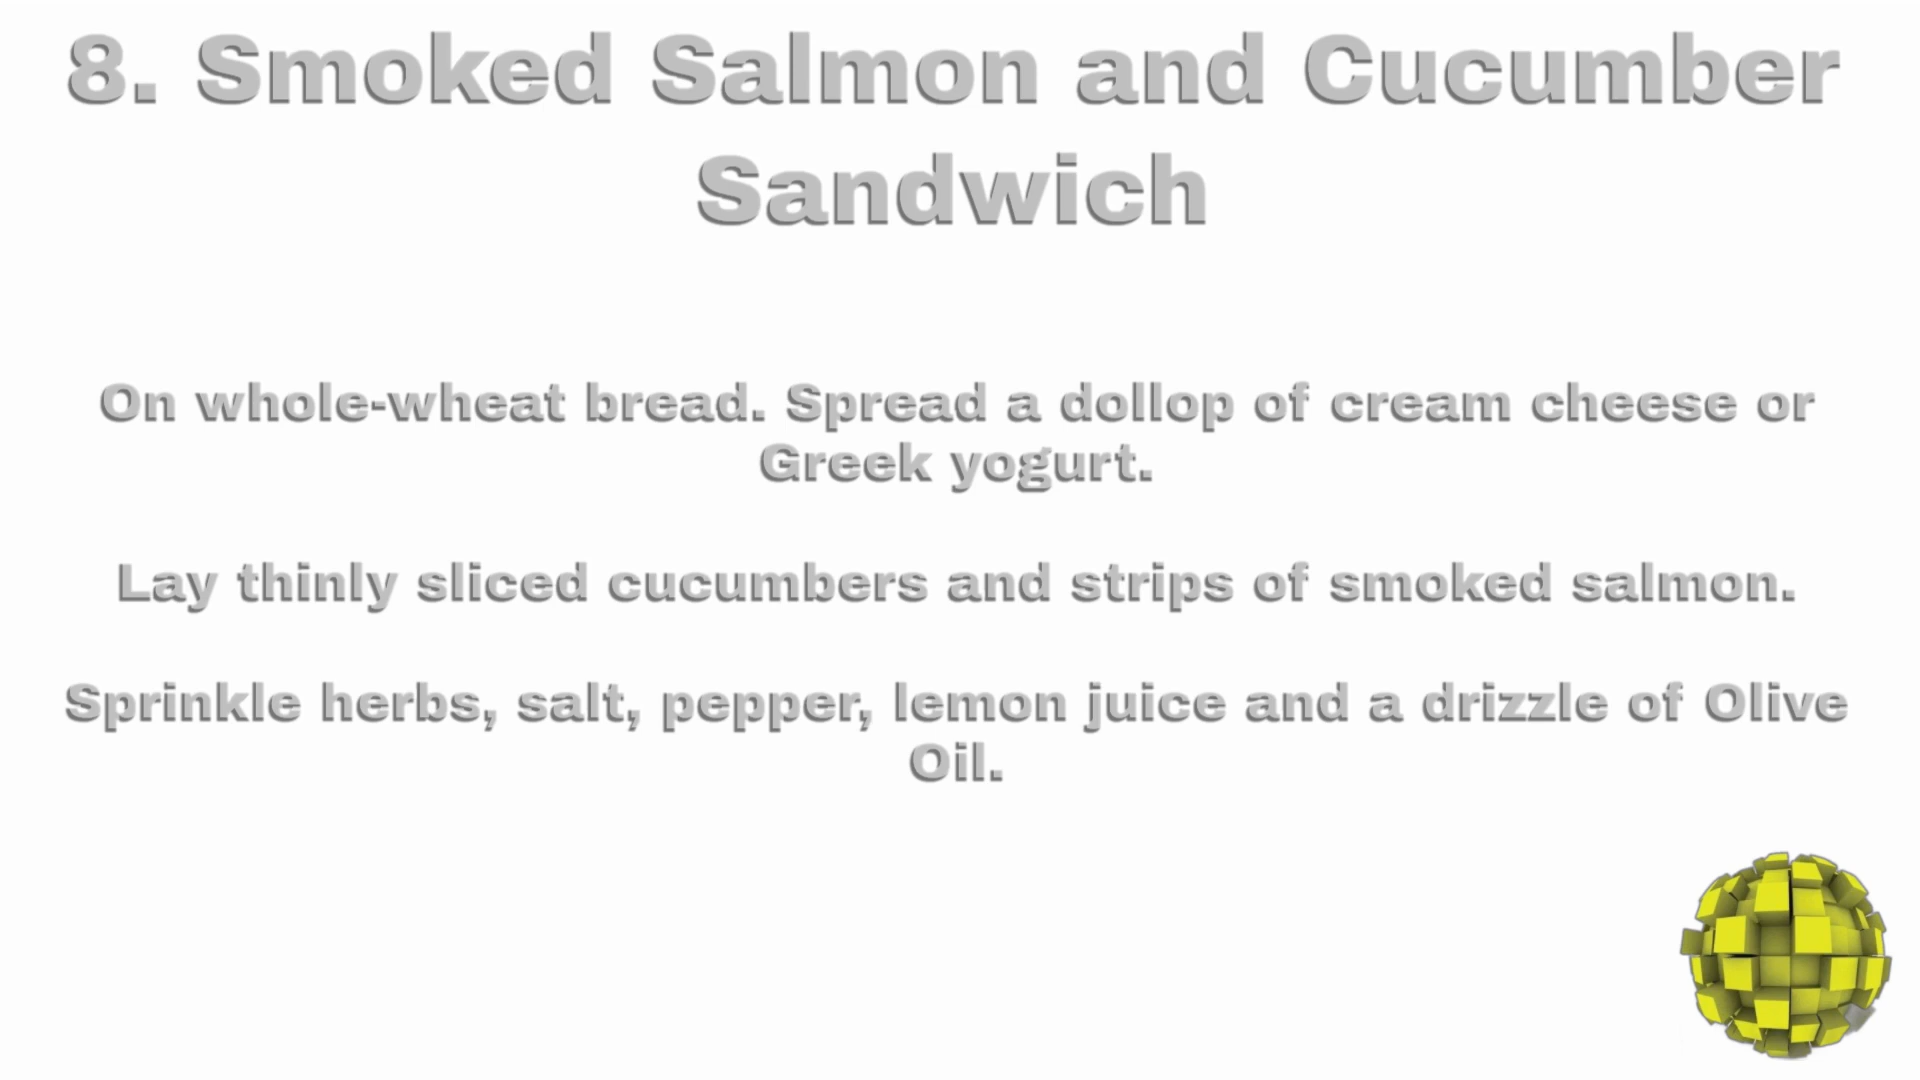 8. Smoked Salmon and Cucumber
Sandwich
On whole-wheat bread. Spread a dollop of cream cheese or
Greek yogurt.
Lay thinly sliced cucumbers and strips of smoked salmon.
Sprinkle herbs, salt, pepper, lemon juice and a drizzle of Olive
Oil.